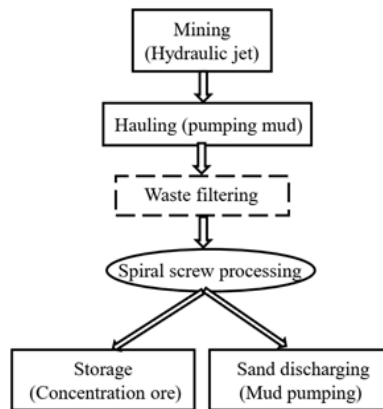 Mining
(Hydraulic jet)
Hauling (pumping mud)
Waste filtering
Spiral screw processing
Storage
(Concentration ore)
Sand discharging
(Mud pumping)